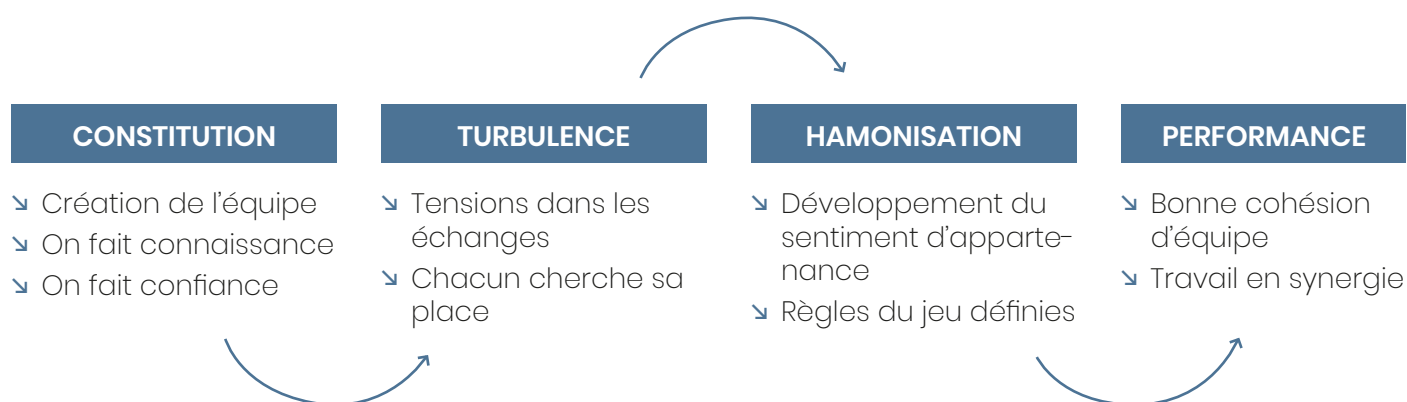 CONSTITUTION
↘ Création de l’équipe
↘ On fait connaissance
↘ On fait confiance
TURBULENCE
↘ Tensions dans les
échanges
↘ Chacun cherche sa
place
HAMONISATION
↘ Développement du
sentiment d’apparte-
nance
↘ Règles du jeu définies
PERFORMANCE
↘ Bonne cohésion
d’équipe
↘ Travail en synergie